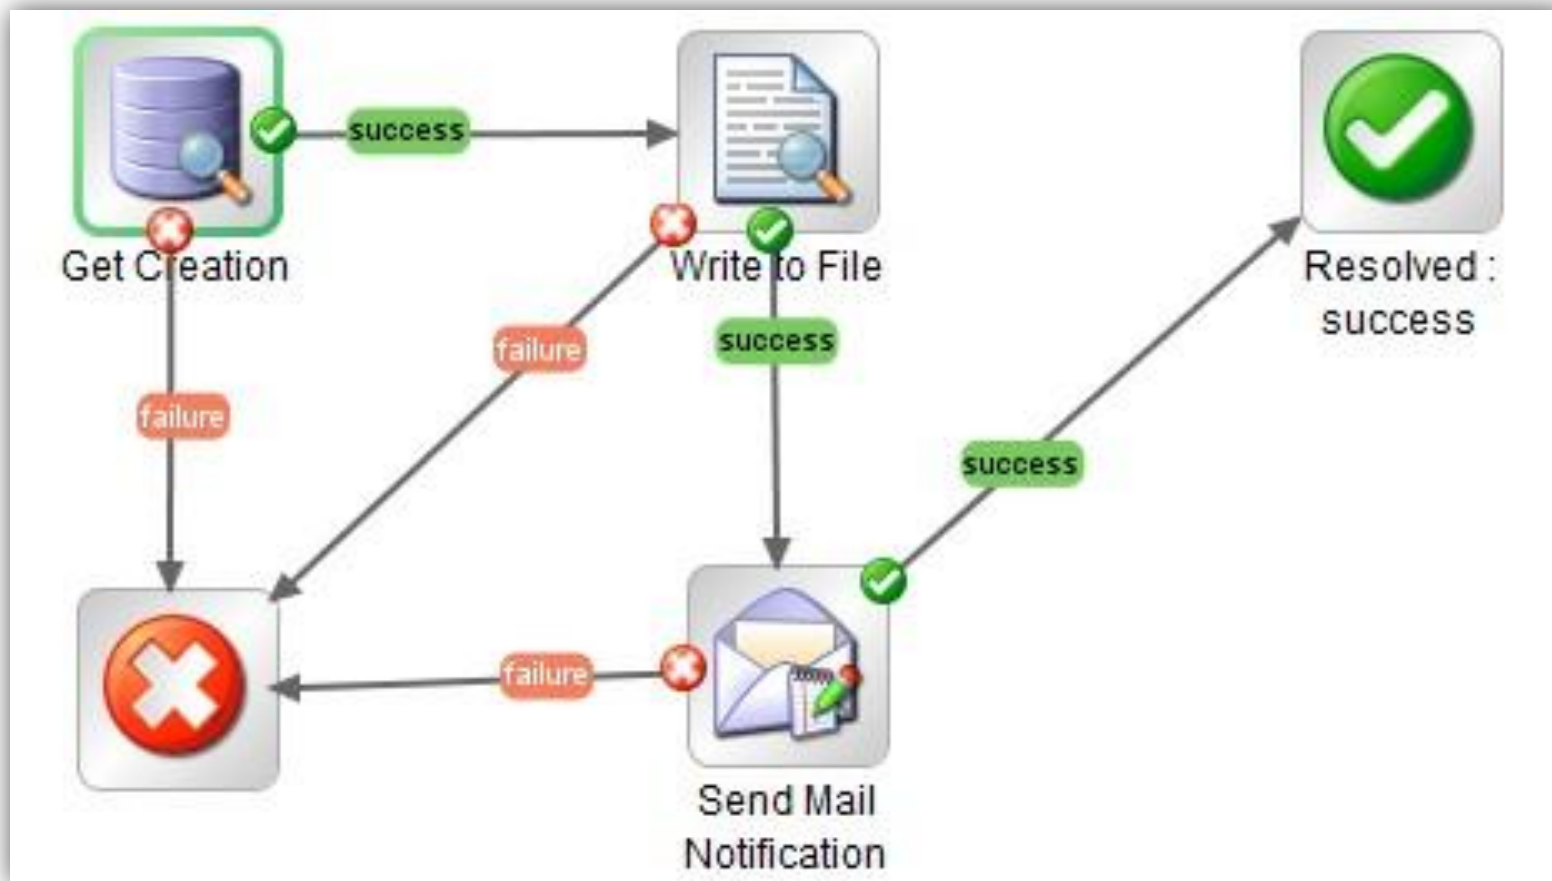 success
Get Creation
Write to File
Resolved :
success
failure
success
failure
success
failure
Send Mail
Notification